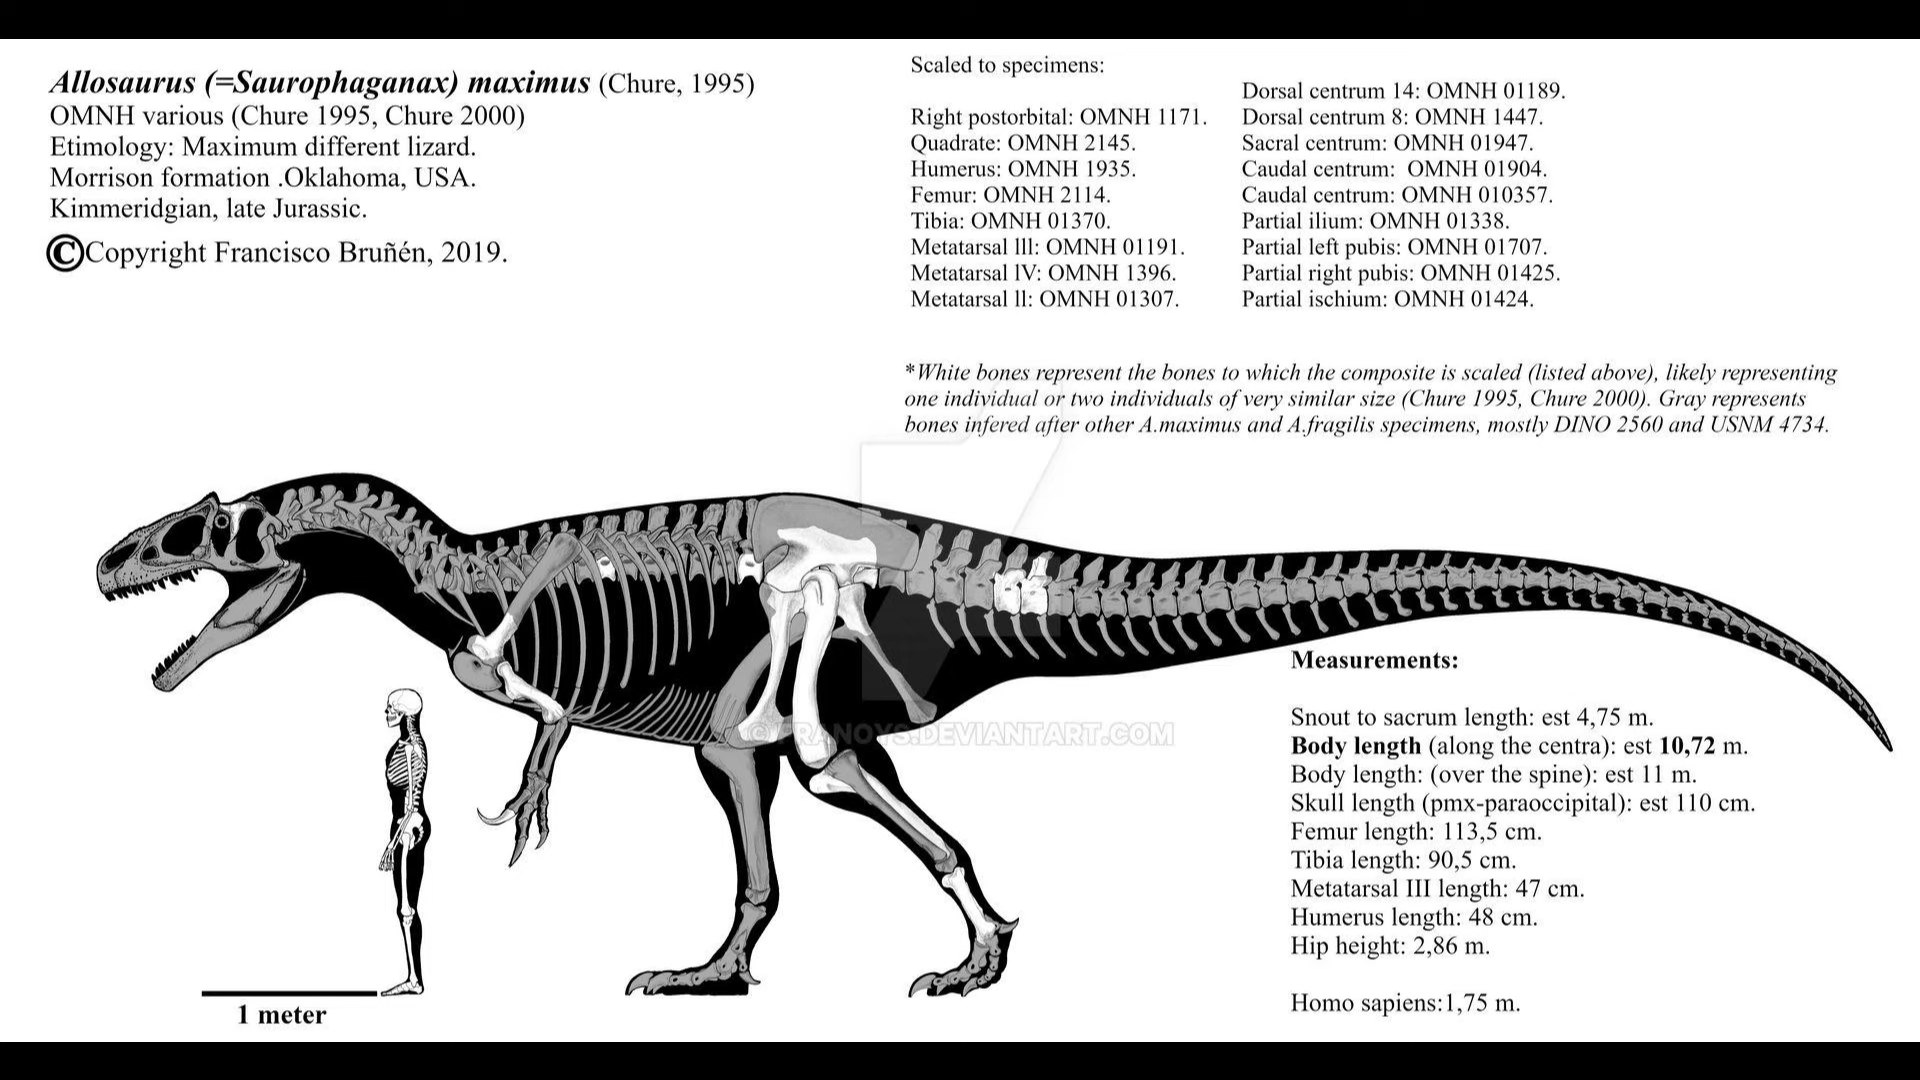 Allosaurus (=Saurophaganax) maximus (Chure, 1995)
OMNH various (Chure 1995, Chure 2000)
Etimology: Maximum different lizard.
Morrison formation .Oklahoma, USA.
Kimmeridgian, late Jurassic.
©Copyright Francisco Bruñén, 2019.
Scaled to specimens:
Right postorbital: OMNH 1171.
Quadrate: OMNH 2145.
Humerus: OMNH 1935.
Femur: OMNH 2114.
Tibia: OMNH 01370.
Metatarsal lll: OMNH 01191.
Metatarsal lV: OMNH 1396.
Metatarsal ll: OMNH 01307.
Dorsal centrum 14: OMNH 01189.
Dorsal centrum 8: OMNH 1447.
Sacral centrum: OMNH 01947.
Caudal centrum: OMNH 01904.
Caudal centrum: OMNH 010357.
Partial ilium: OMNH 01338.
Partial left pubis: OMNH 01707.
Partial right pubis: OMNH 01425.
Partial ischium: OMNH 01424.
*White bones represent the bones to which the composite is scaled (listed above), likely representing
one individual or two individuals of very similar size (Chure 1995, Chure 2000). Gray represents
bones infered after other A.maximus and A.fragilis specimens, mostly DINO 2560 and USNM 4734.
© FRANOYS.DEVIANTART.COM
Measurements:
Snout to sacrum length: est 4,75 m.
Body length (along the centra): est 10,72 m.
Body length: (over the spine): est 11 m.
Skull length (pmx-paraoccipital): est 110 cm.
Femur length: 113,5 cm.
Tibia length: 90,5 cm.
Metatarsal III length: 47 cm.
Humerus length: 48 cm.
Hip height: 2,86 m.
Homo sapiens:1,75 m.
1 meter